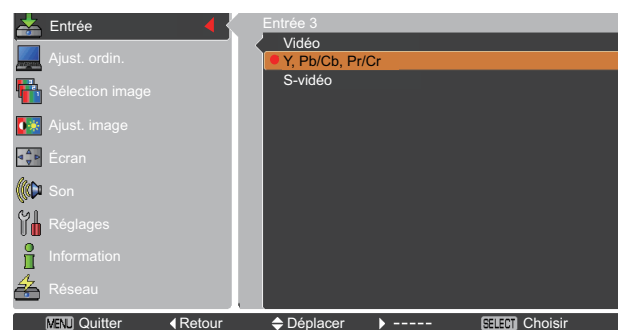 Entrée
Ajust. ordin.
Sélection image
Ajust. image
Écran
Son
Réglages
Information
Réseau
Entrée 3
Vidéo
Y, Pb/Cb, Pr/Cr
S-vidéo
MENU Quitter Retour Déplacer ----- SELECT Choisir